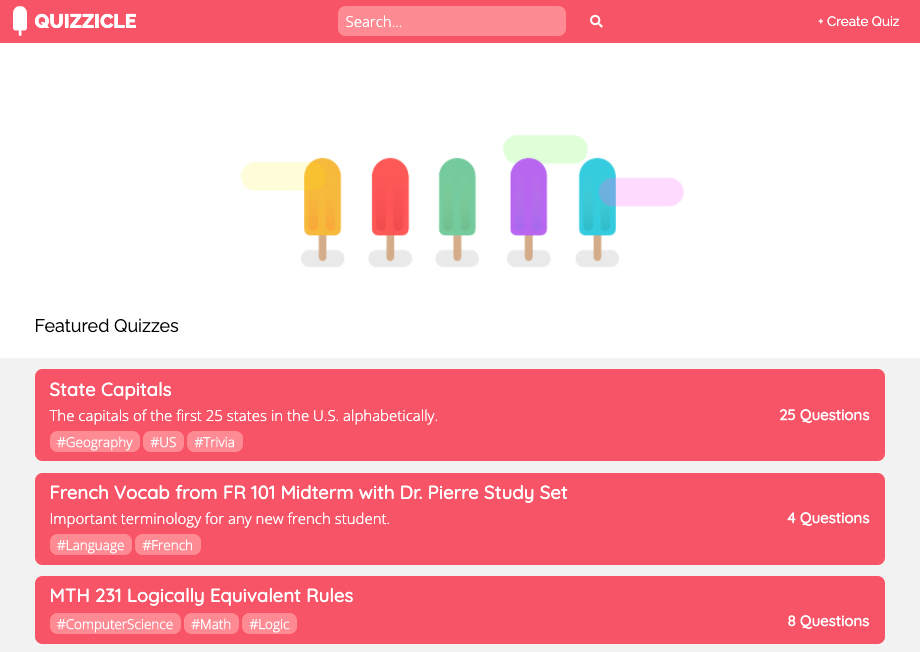 QUIZZICLE
Search...
+ Create Quiz
Featured Quizzes
State Capitals
The capitals of the first 25 states in the U.S. alphabetically.
25 Questions
#Geography #US #Trivia
French Vocab from FR 101 Midterm with Dr. Pierre Study Set
Important terminology for any new french student.
4 Questions
#Language #French
MTH 231 Logically Equivalent Rules
8 Questions
#ComputerScience #Math #Logic